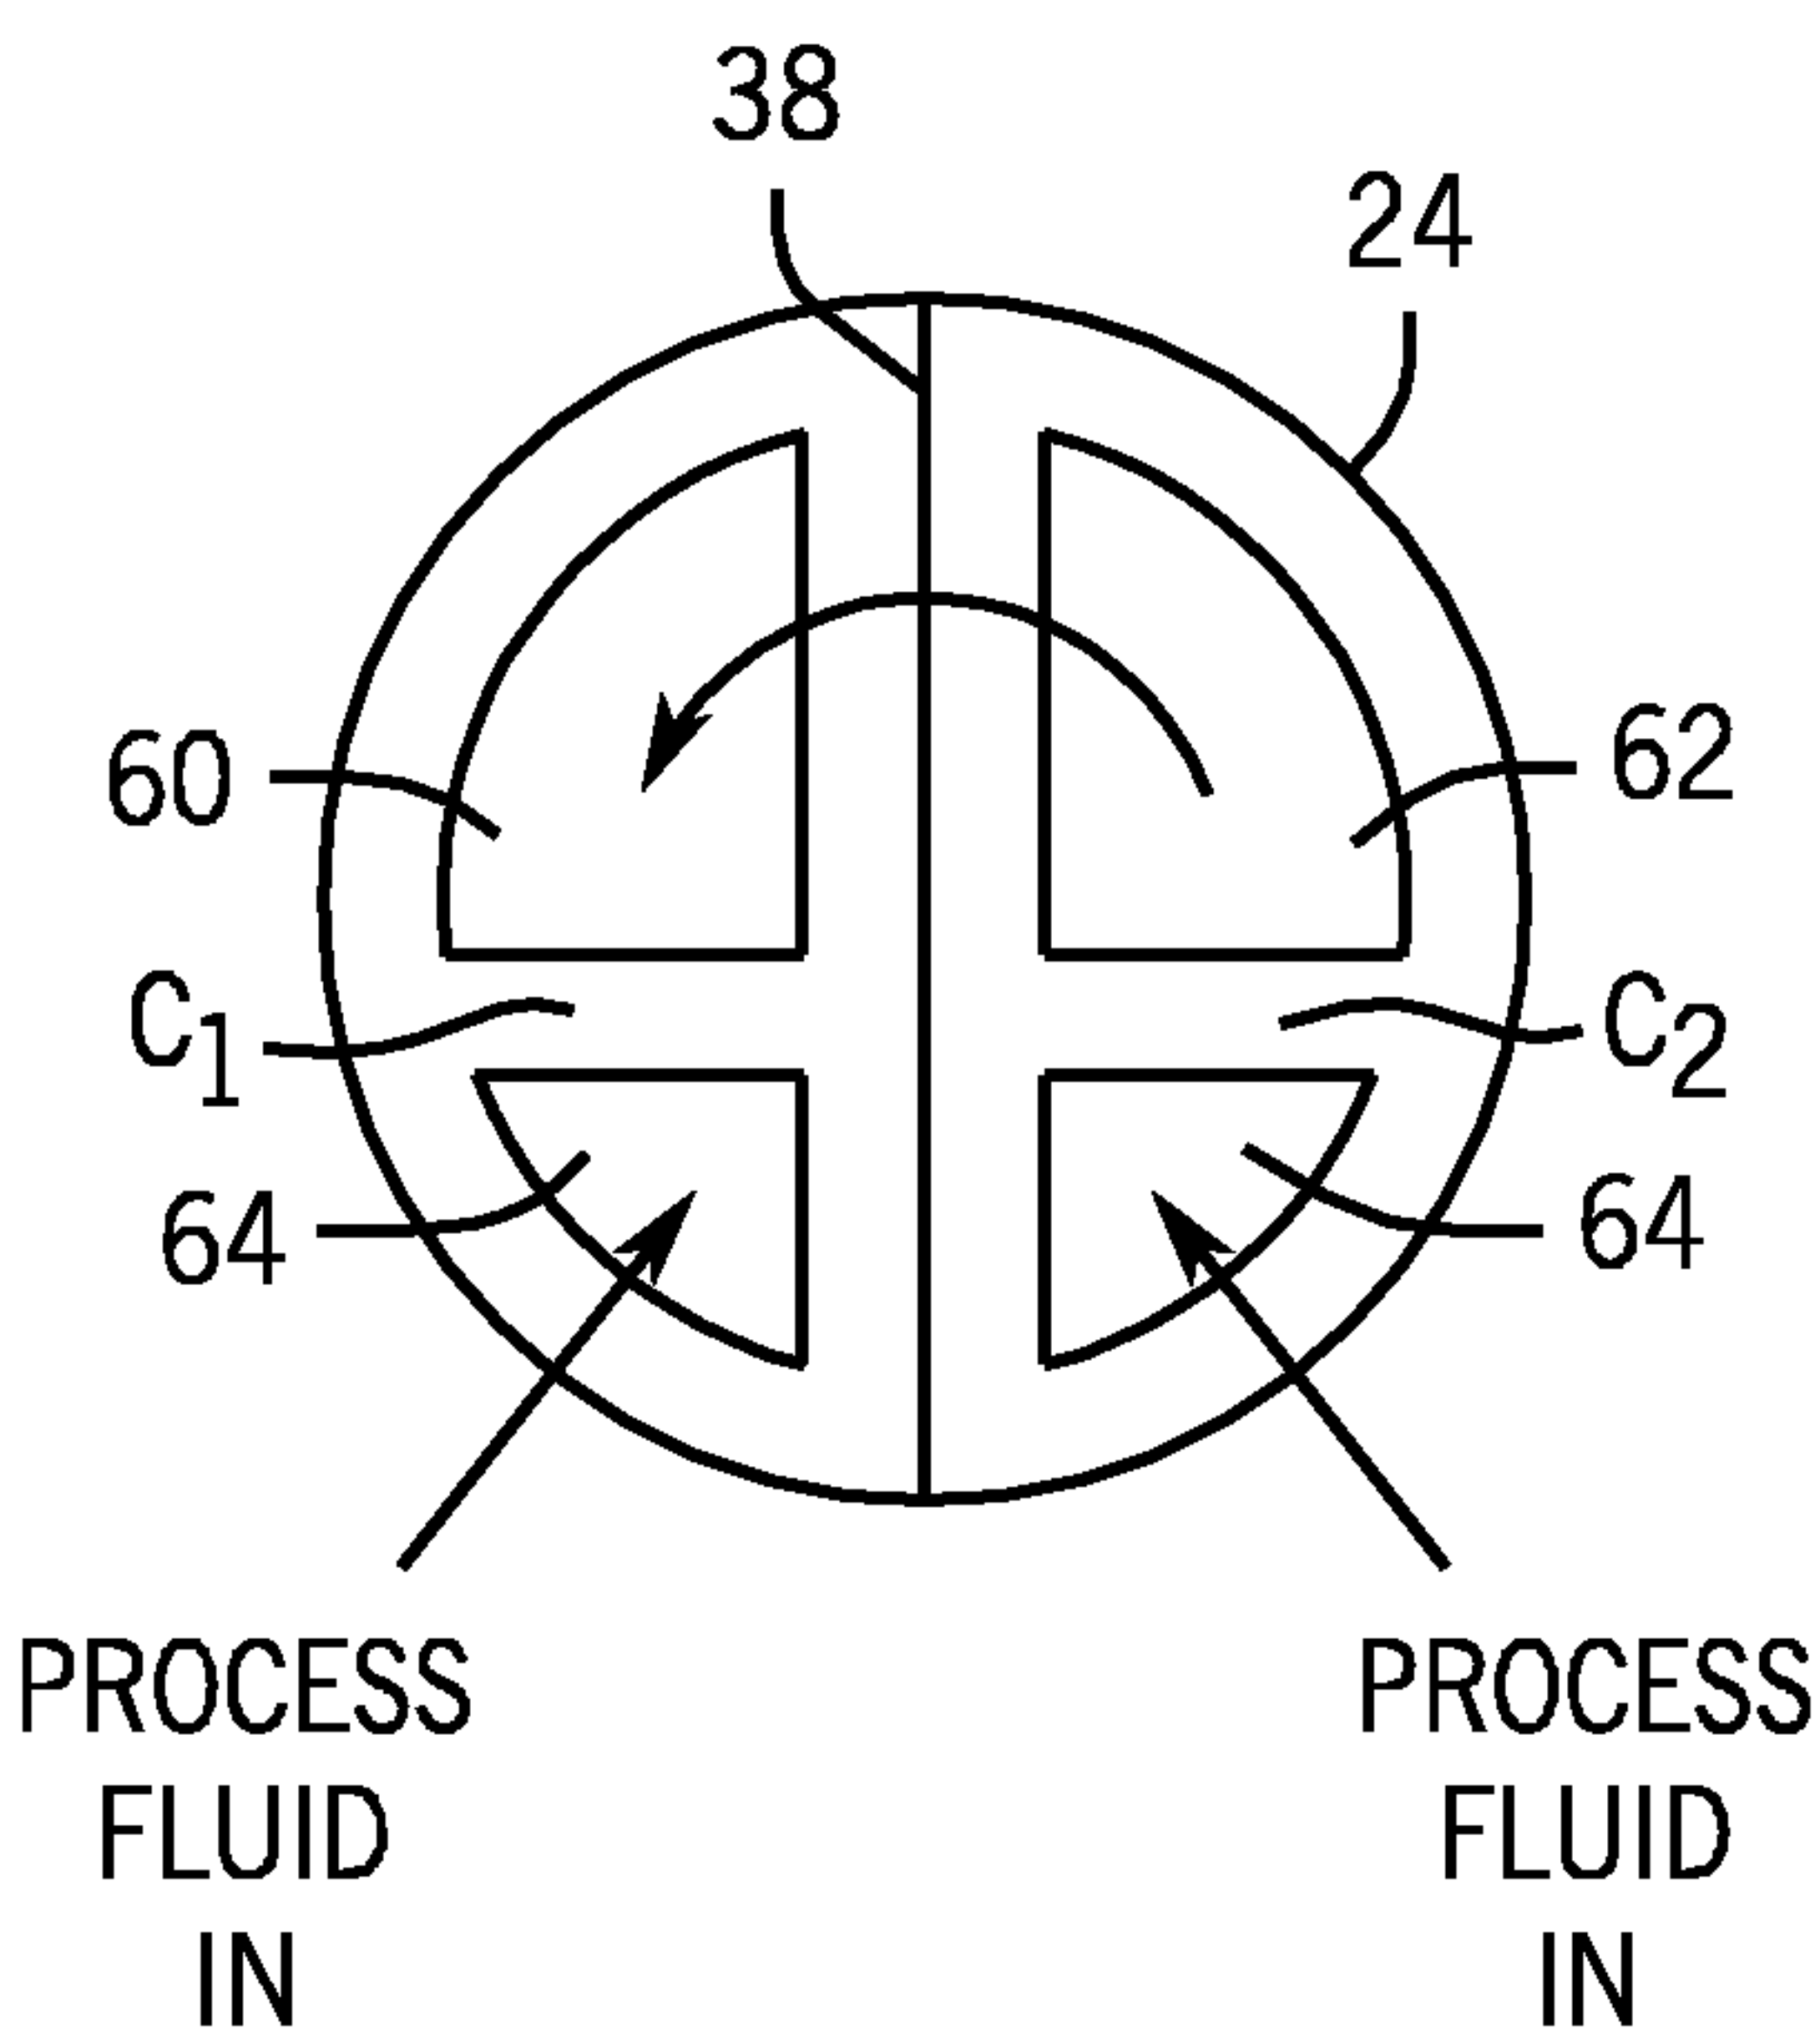 38
24
60
62
C1
C2
64
64
PROCESS
FLUID
IN
PROCESS
FLUID
IN